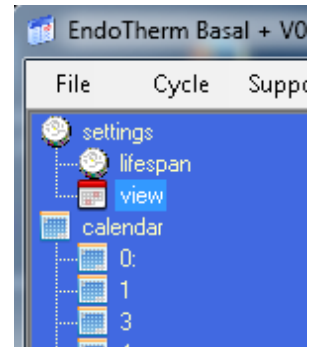 EndoTherm Basal + V0
File Cycle Suppo
settings
lifespan
view
calendar
0:
1
3